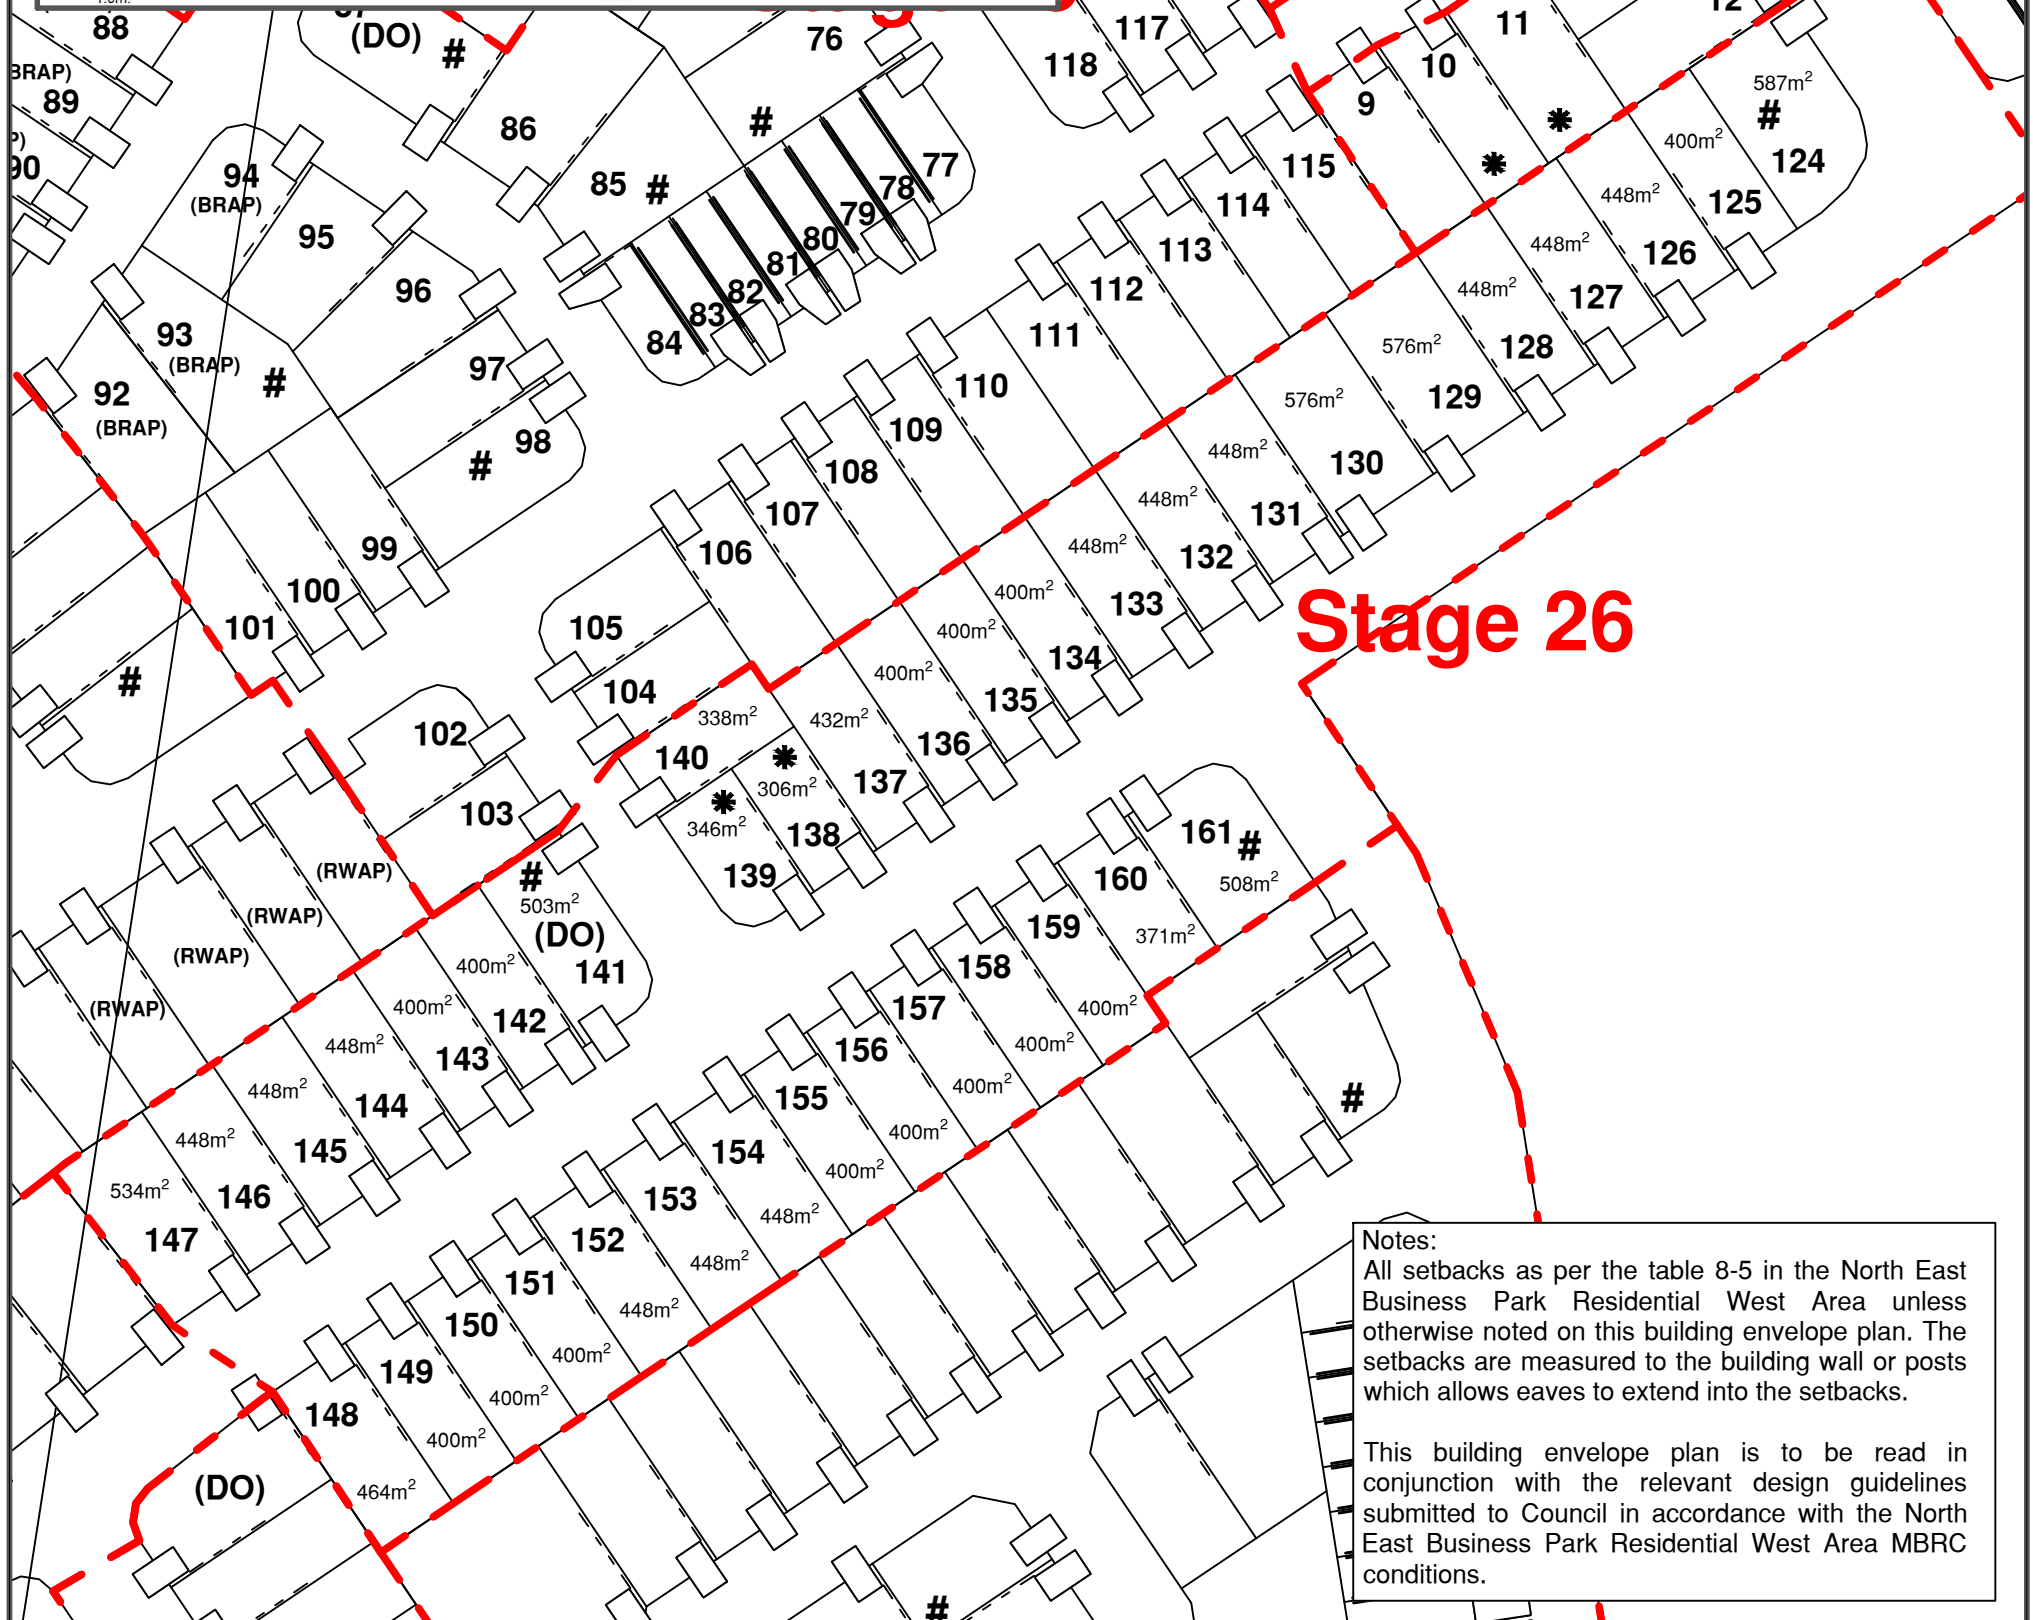 88
(DO)
#
76
117
118
11
10
9
(BRAP)
89
90
86
#
587m²
#
400m²
124
94
(BRAP)
85 #
77
78
79
80
81
82
83
84
115
114
113
112
111
110
109
108
107
106
105
104
448m²
125
448m²
126
448m²
127
576m²
128
576m²
129
448m²
130
448m²
131
448m²
132
400m²
133
400m²
134
400m²
135
432m²
136
137
95
96
93
(BRAP)
#
92
(BRAP)
97
98
#
99
100
101
#
102
103
338m²
140
306m²
138
346m²
139
Stage 26
161 #
508m²
160
371m²
159
400m²
158
400m²
157
400m²
156
400m²
155
400m²
154
448m²
153
448m²
152
448m²
151
400m²
150
400m²
149
400m²
148
464m²
(RWAP)
(RWAP)
(RWAP)
(RWAP)
#
503m²
(DO)
141
400m²
142
400m²
143
448m²
144
448m²
145
448m²
146
534m²
147
(DO)
#
#
Notes:
All setbacks as per the table 8-5 in the North East
Business Park Residential West Area unless
otherwise noted on this building envelope plan. The
setbacks are measured to the building wall or posts
which allows eaves to extend into the setbacks.
This building envelope plan is to be read in
conjunction with the relevant design guidelines
submitted to Council in accordance with the North
East Business Park Residential West Area MBRC
conditions.